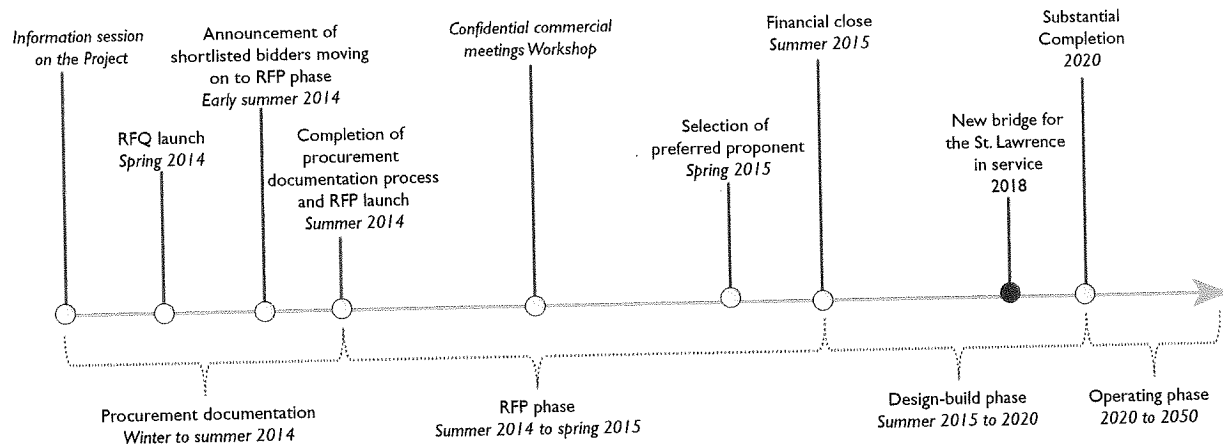 Information session
on the Project
RFQ launch
Spring 2014
Announcement of
shortlisted bidders moving
on to RFP phase
Early summer 2014
Completion of
procurement
documentation process
and RFP launch
Summer 2014
Confidential commercial
meetings Workshop
Selection of
preferred proponent
Spring 2015
Financial close
Summer 2015
New bridge for
the St. Lawrence
in service
2018
Substantial
Completion
2020
Procurement documentation
Winter to summer 2014
RFP phase
Summer 2014 to spring 2015
Design-build phase
Summer 2015 to 2020
Operating phase
2020 to 2050